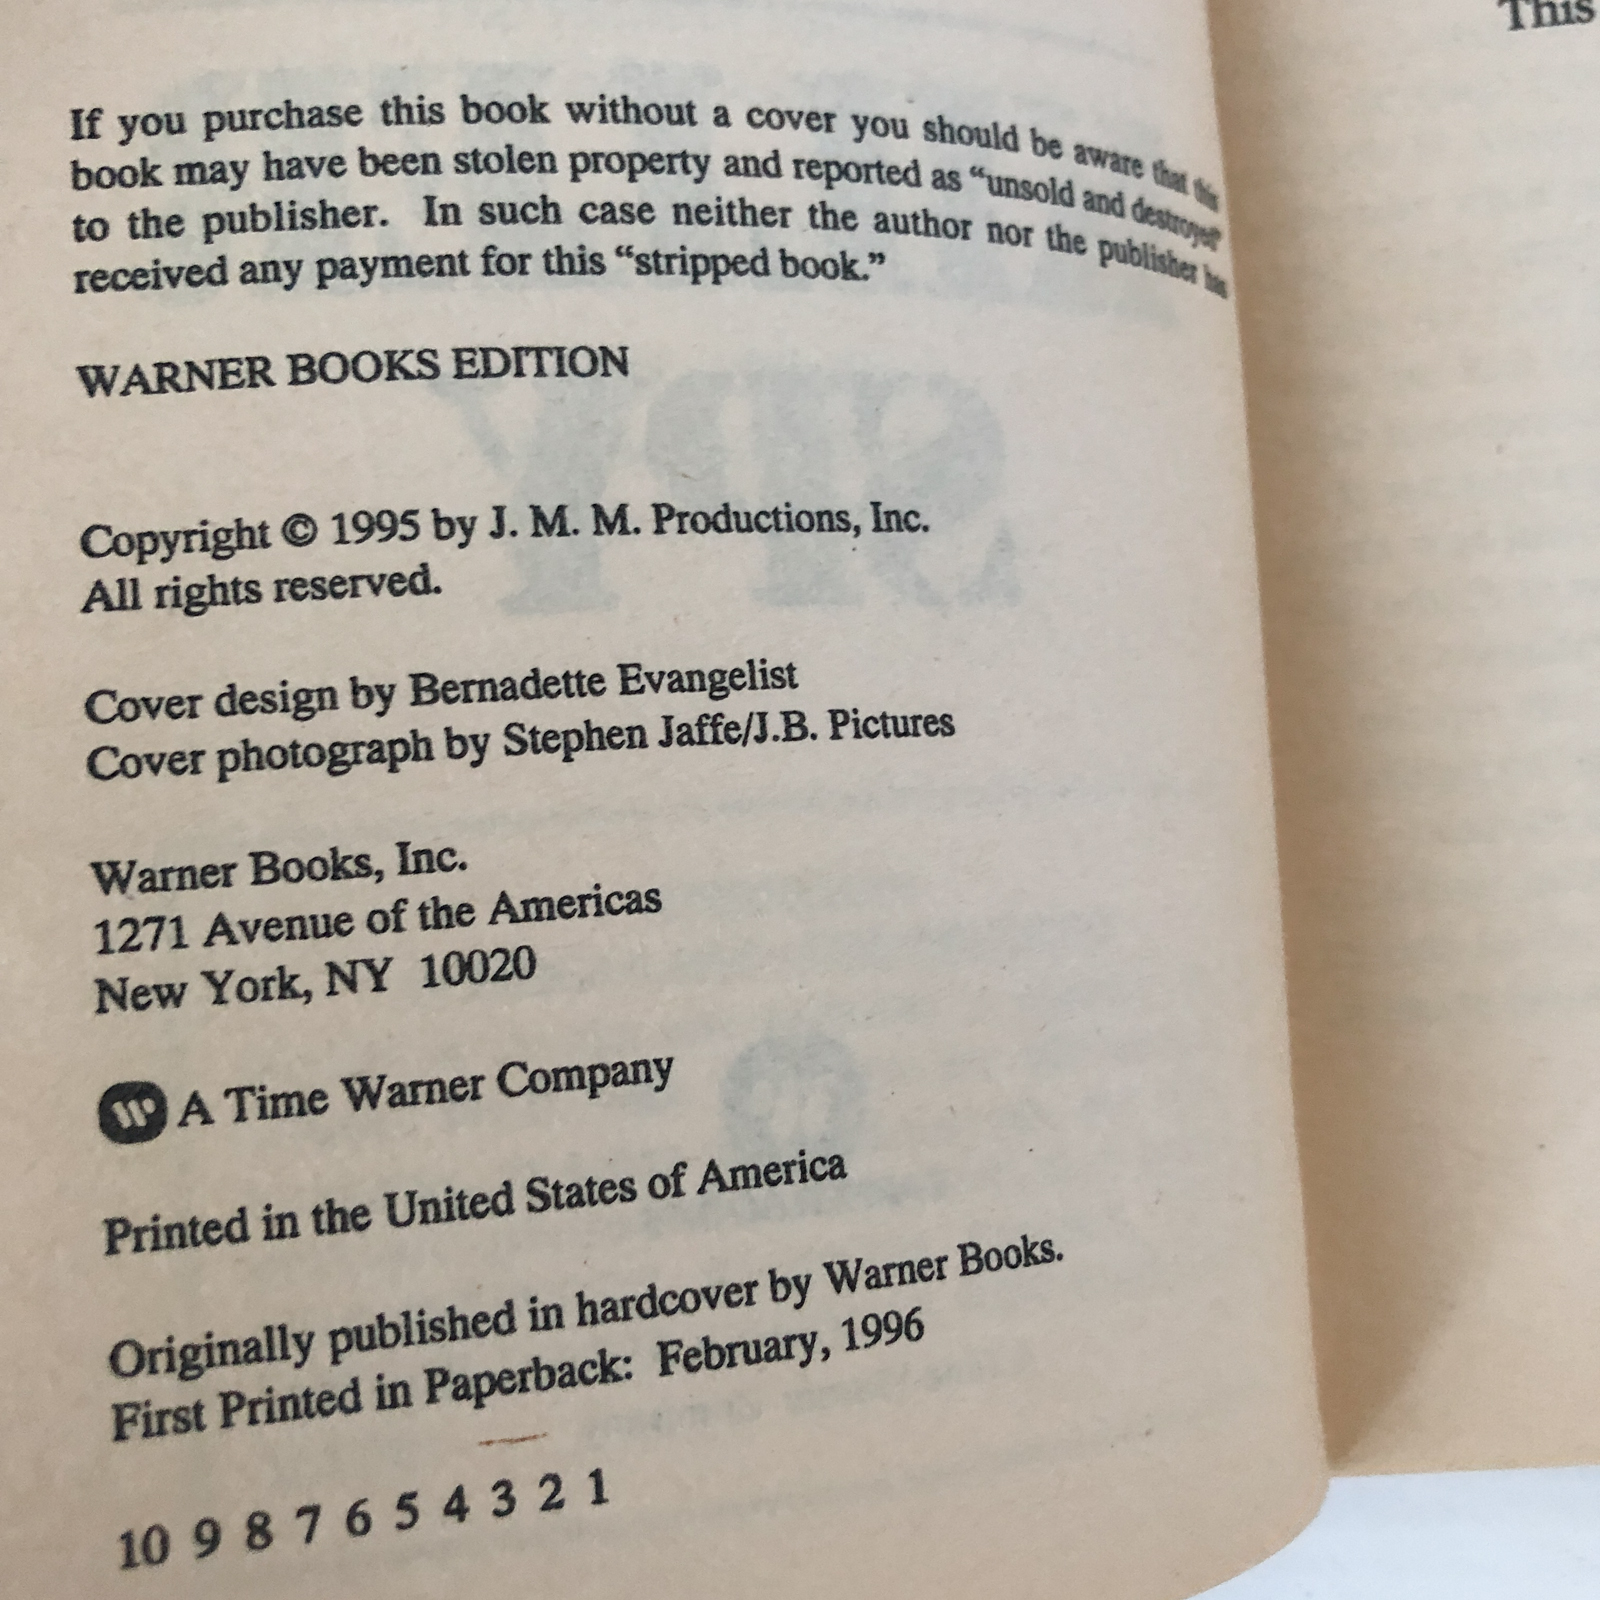 This
If you purchase this book without a cover you should be aware that this
book may have been stolen property and reported as “unsold and destroyed”
to the publisher. In such case neither the author nor the publisher has
received any payment for this “stripped book.”
WARNER BOOKS EDITION
Copyright © 1995 by J. M. M. Productions, Inc.
All rights reserved.
Cover design by Bernadette Evangelist
Cover photograph by Stephen Jaffe/J.B. Pictures
Warner Books, Inc.
1271 Avenue of the Americas
New York, NY 10020
A Time Warner Company
Printed in the United States of America
Originally published in hardcover by Warner Books.
First Printed in Paperback: February, 1996
10 9 8 7 6 5 4 3 2 1